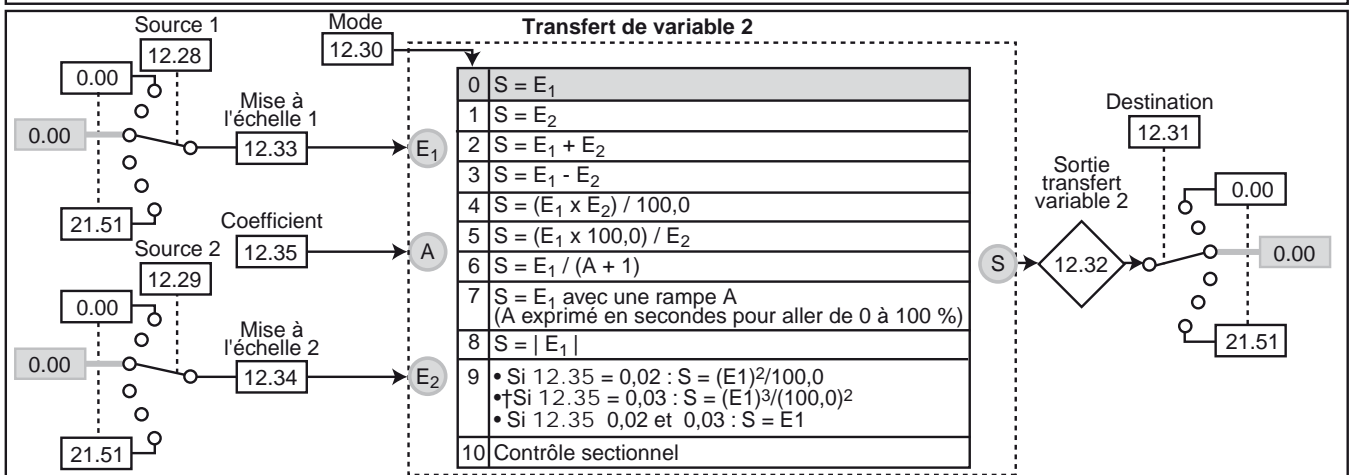 Transfert de variable 2
Source 1
12.28
Mode
12.30
0.00
0.00
21.51
Mise à
l'échelle 1
12.33
E1
Coefficient
12.35
A
Source 2
12.29
0.00
0.00
21.51
Mise à
l'échelle 2
12.34
E2
0 S = E1
1 S = E2
2 S = E1 + E2
3 S = E1 - E2
4 S = (E1 x E2) / 100,0
5 S = (E1 x 100,0) / E2
6 S = E1 / (A + 1)
7 S = E1 avec une rampe A
(A exprimé en secondes pour aller de 0 à 100 %)
8 S = | E1 |
9 • Si 12.35 = 0,02 : S = (E1)²/100,0
•†Si 12.35 = 0,03 : S = (E1)³/(100,0)²
• Si 12.35 0,02 et 0,03 : S = E1
10 Contrôle sectionnel
S
Sortie
transfert
variable 2
12.32
Destination
12.31
0.00
0.00
21.51